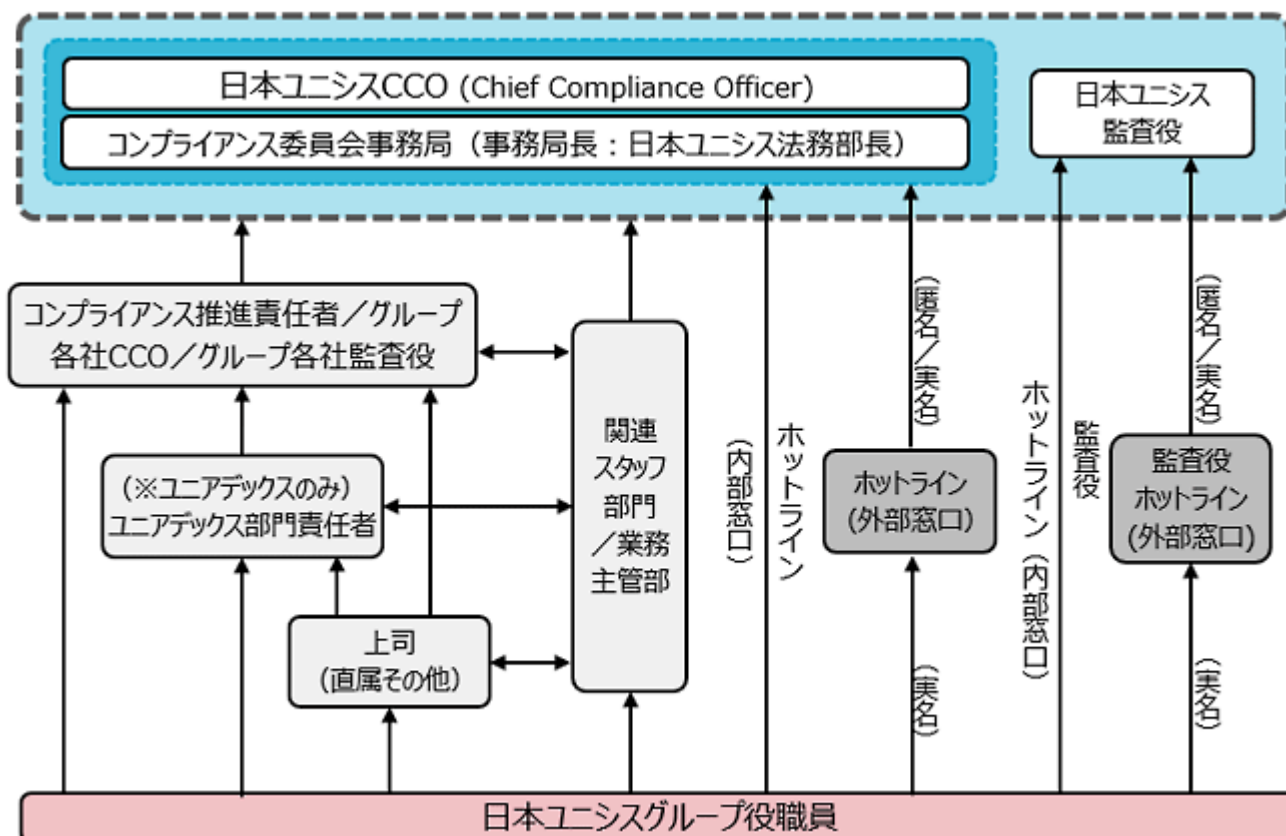 日本ユニシスCCO (Chief Compliance Officer)
コンプライアンス委員会事務局（事務局長：日本ユニシス法務部長）
日本ユニシス
監査役
コンプライアンス推進責任者／グループ
各社CCO／グループ各社監査役
（※ユニアデックスのみ）
ユニアデックス部門責任者
上司
（直属その他）
関連
スタッフ
部門
／業務
主管部
ホットライン
（内部窓口）
（匿名／実名）
ホットライン
(外部窓口)
（実名）
監査役
ホットライン（内部窓口）
（匿名／実名）
監査役
ホットライン
(外部窓口)
（実名）
日本ユニシスグループ役職員